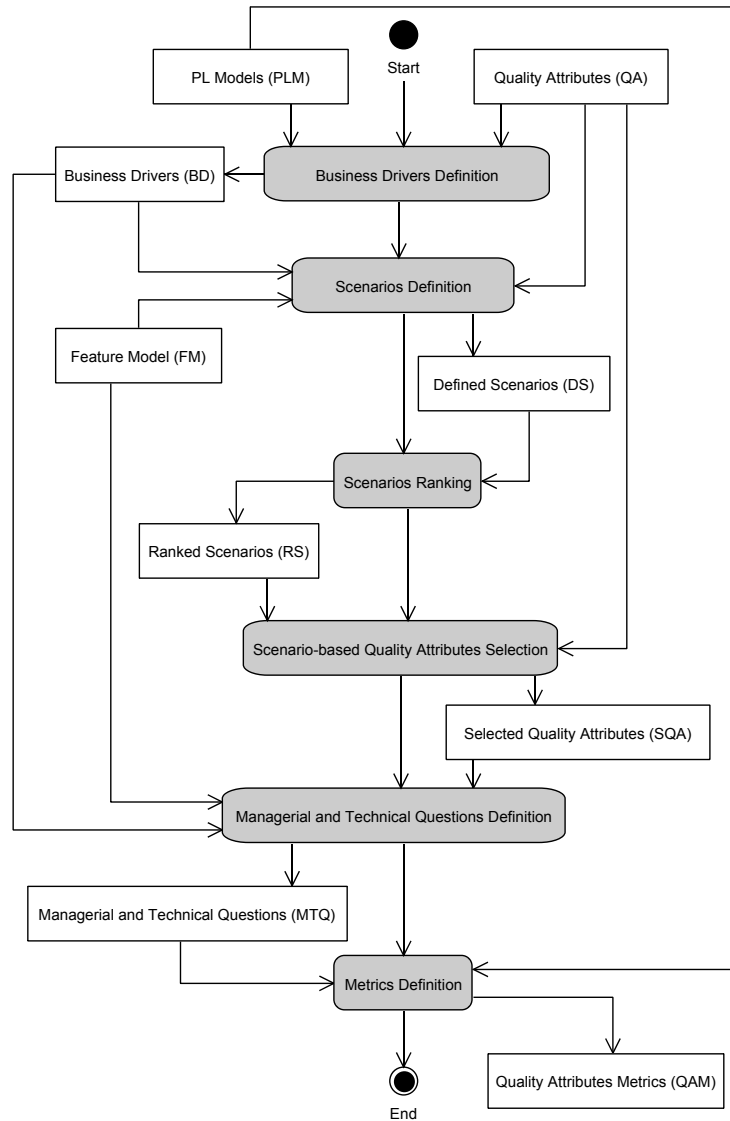 Start
PL Models (PLM)
Quality Attributes (QA)
Business Drivers (BD)
Business Drivers Definition
Scenarios Definition
Feature Model (FM)
Defined Scenarios (DS)
Scenarios Ranking
Ranked Scenarios (RS)
Scenario-based Quality Attributes Selection
Selected Quality Attributes (SQA)
Managerial and Technical Questions Definition
Managerial and Technical Questions (MTQ)
Metrics Definition
Quality Attributes Metrics (QAM)
End